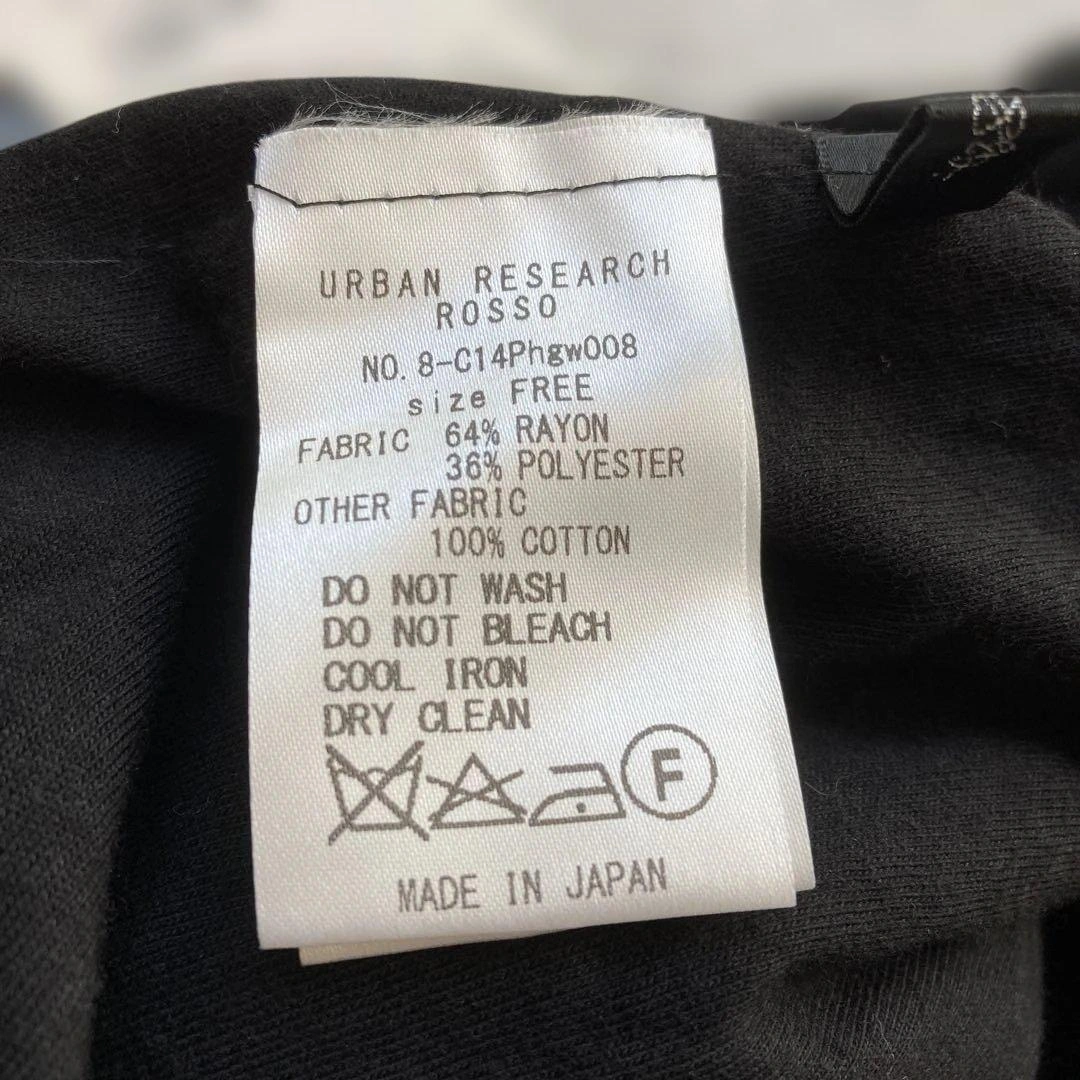 URBAN RESEARCH
ROSSO
NO. 8-C14Phgw008
size FREE
FABRIC 64% RAYON
36% POLYESTER
OTHER FABRIC
100% COTTON
DO NOT WASH
DO NOT BLEACH
COOL IRON
DRY CLEAN
F
MADE IN JAPAN